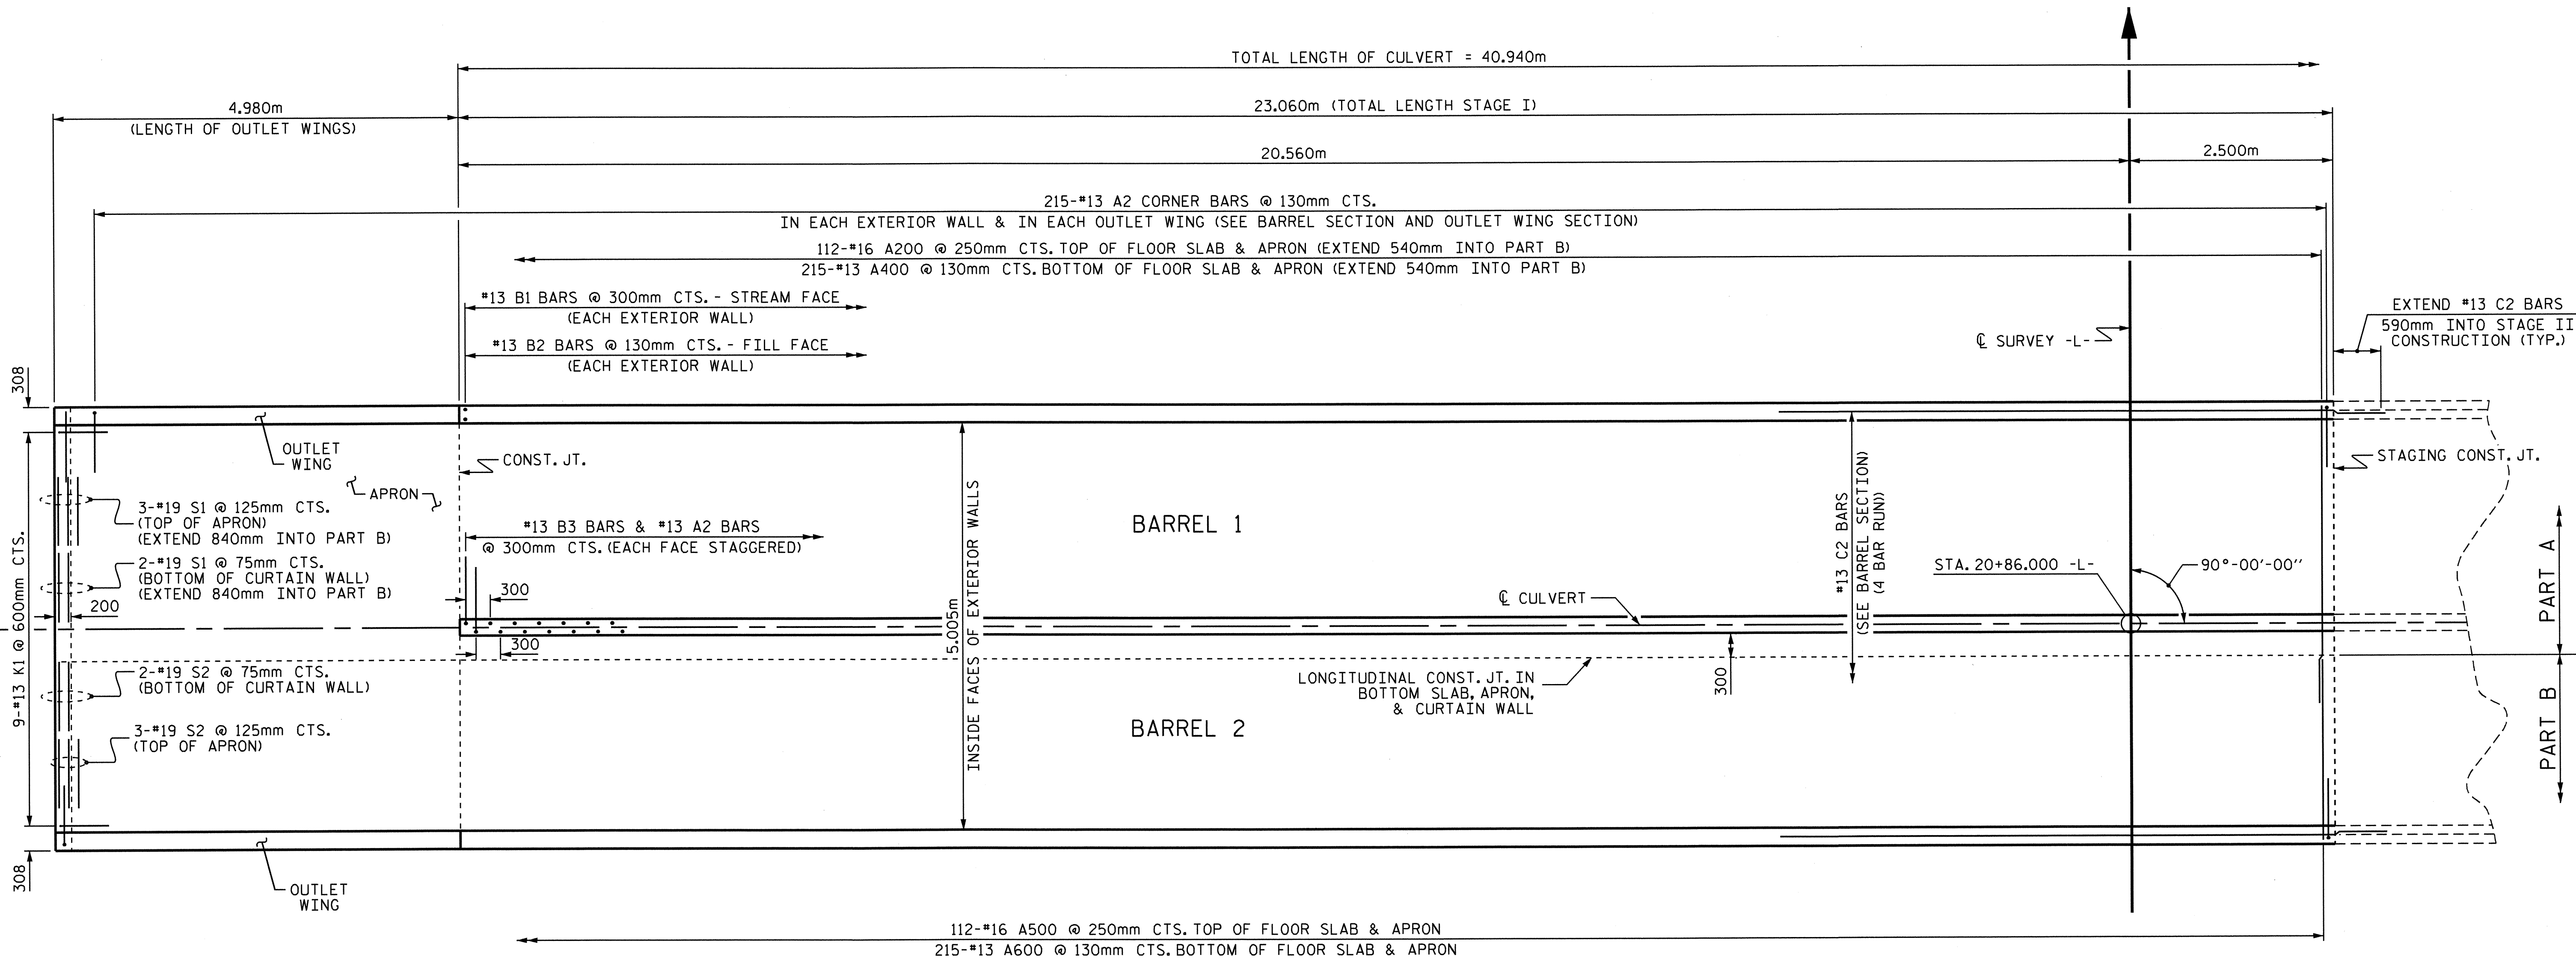 TOTAL LENGTH OF CULVERT = 40.940m
4.980m
(LENGTH OF OUTLET WINGS)
23.060m (TOTAL LENGTH STAGE I)
20.560m
2.500m
215-#13 A2 CORNER BARS @ 130mm CTS.
IN EACH EXTERIOR WALL & IN EACH OUTLET WING (SEE BARREL SECTION AND OUTLET WING SECTION)
112-#16 A200 @ 250mm CTS. TOP OF FLOOR SLAB & APRON (EXTEND 540mm INTO PART B)
215-#13 A400 @ 130mm CTS. BOTTOM OF FLOOR SLAB & APRON (EXTEND 540mm INTO PART B)
#13 B1 BARS @ 300mm CTS. - STREAM FACE
(EACH EXTERIOR WALL)
#13 B2 BARS @ 130mm CTS. - FILL FACE
(EACH EXTERIOR WALL)
℄ SURVEY -L-
EXTEND #13 C2 BARS
590mm INTO STAGE II
CONSTRUCTION (TYP.)
308
OUTLET
WING
CONST. JT.
APRON
STAGING CONST. JT.
3-#19 S1 @ 125mm CTS.
(TOP OF APRON)
(EXTEND 840mm INTO PART B)
#13 B3 BARS & #13 A2 BARS
@ 300mm CTS. (EACH FACE STAGGERED)
BARREL 1
2-#19 S1 @ 75mm CTS.
(BOTTOM OF CURTAIN WALL)
(EXTEND 840mm INTO PART B)
200
300
300
9-#13 K1 @ 600mm CTS.
5.005m
INSIDE FACES OF EXTERIOR WALLS
℄ CULVERT
#13 C2 BARS
(SEE BARREL SECTION)
(4 BAR RUN))
STA. 20+86.000 -L-
90°-00'-00"
PART A
PART B
2-#19 S2 @ 75mm CTS.
(BOTTOM OF CURTAIN WALL)
3-#19 S2 @ 125mm CTS.
(TOP OF APRON)
BARREL 2
LONGITUDINAL CONST. JT. IN
BOTTOM SLAB, APRON,
& CURTAIN WALL
300
308
OUTLET
WING
112-#16 A500 @ 250mm CTS. TOP OF FLOOR SLAB & APRON
215-#13 A600 @ 130mm CTS. BOTTOM OF FLOOR SLAB & APRON